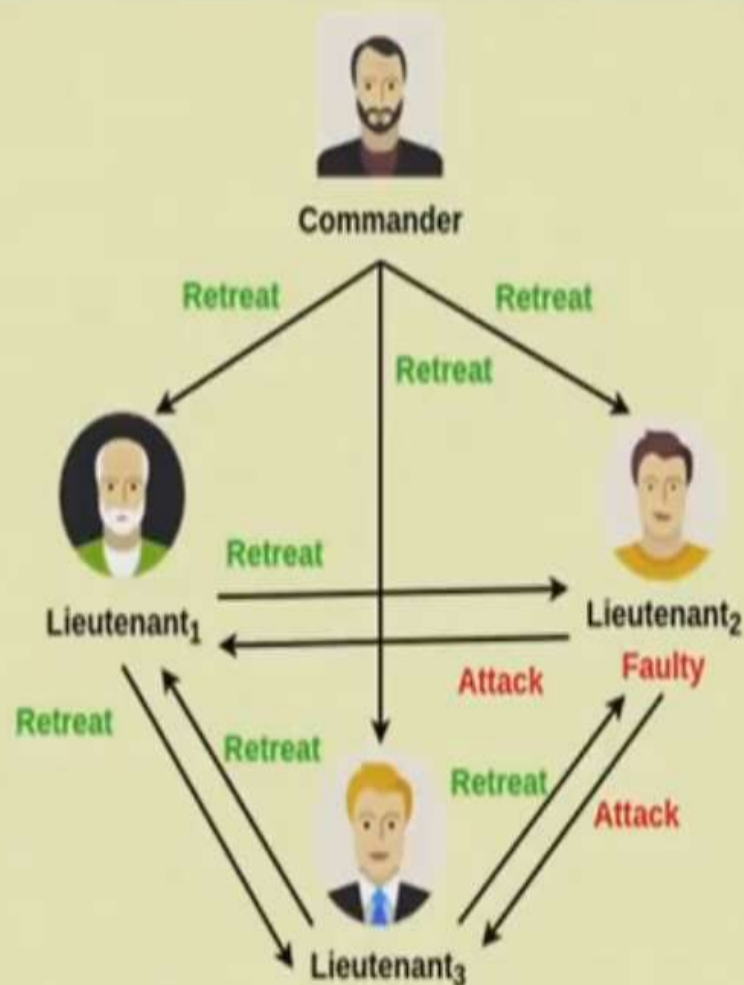 Commander
Retreat
Retreat
Retreat
Retreat
Lieutenant₁
Lieutenant₂
Faulty
Attack
Retreat
Retreat
Retreat
Attack
Lieutenant₃